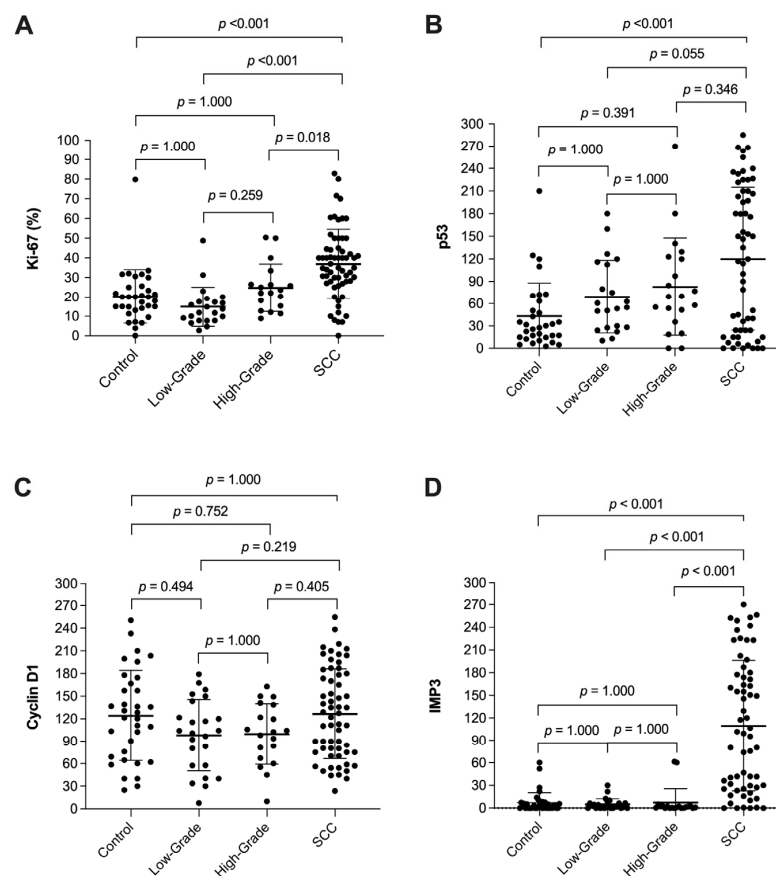 A
p <0.001
p <0.001
p = 1.000
p = 1.000
p = 0.018
p = 0.259
Ki-67 (%)
100
90
80
70
60
50
40
30
20
10
0
Control
Low-Grade
High-Grade
SCC
B
p <0.001
p = 0.055
p = 0.346
p = 0.391
p = 1.000
p = 1.000
p53
300
270
240
210
180
150
120
90
60
30
0
Control
Low-Grade
High-Grade
SCC
C
p = 1.000
p = 0.752
p = 0.219
p = 0.494
p = 0.405
p = 1.000
Cyclin D1
300
270
240
210
180
150
120
90
60
30
0
Control
Low-Grade
High-Grade
SCC
D
p < 0.001
p < 0.001
p < 0.001
p = 1.000
p = 1.000
p = 1.000
IMP3
300
270
240
210
180
150
120
90
60
30
0
Control
Low-Grade
High-Grade
SCC